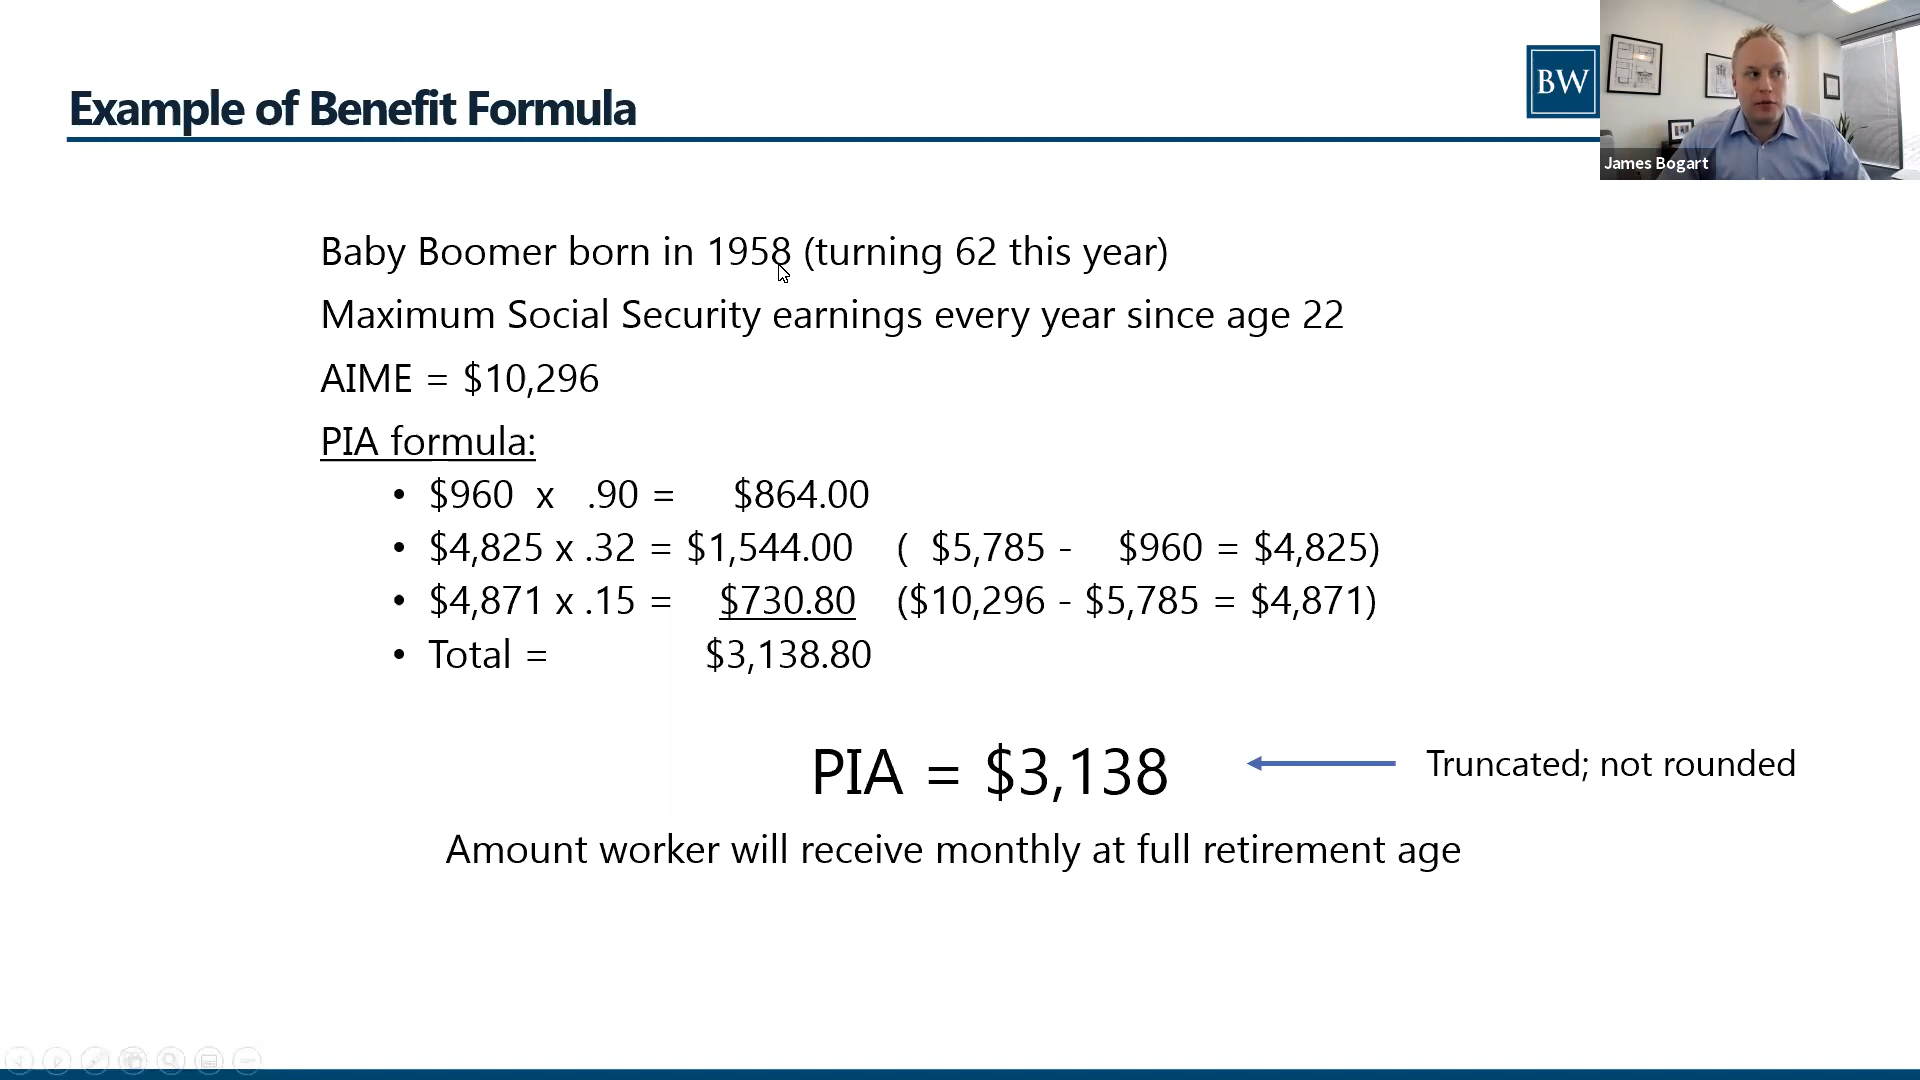 Example of Benefit Formula
BW
James Bogart
Baby Boomer born in 1958 (turning 62 this year)
Maximum Social Security earnings every year since age 22
AIME = $10,296
PIA formula:
• $960 x .90 = $864.00
• $4,825 x .32 = $1,544.00 ( $5,785 - $960 = $4,825)
• $4,871 x .15 = $730.80 ($10,296 - $5,785 = $4,871)
• Total = $3,138.80
PIA = $3,138
Truncated; not rounded
Amount worker will receive monthly at full retirement age